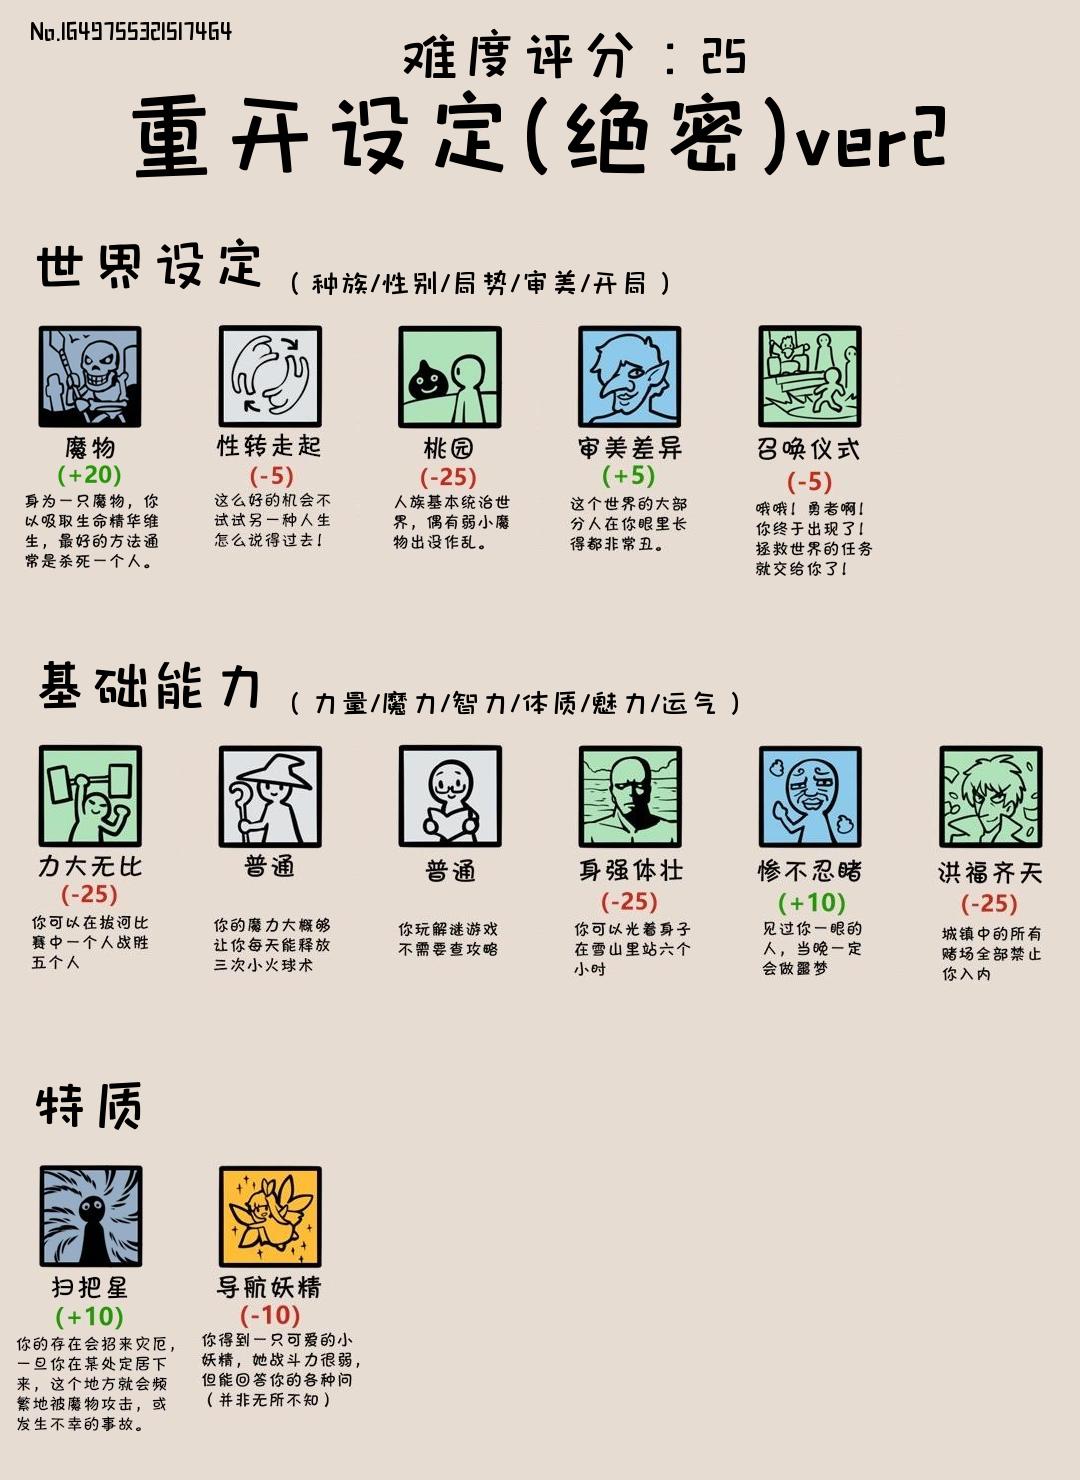 No.1649755321517464
难度评分：25
重开设定(绝密)ver2
世界设定（种族/性别/局势/审美/开局）
魔物
(+20)
身为一只魔物，你
以吸取生命精华维
生，最好的方法通
常是杀死一个人。
性转走起
(-5)
这么好的机会不
试试另一种人生
怎么说得过去！
桃园
(-25)
人族基本统治世
界，偶有弱小魔
物出没作乱。
审美差异
(+5)
这个世界的大部
分人在你眼里长
得都非常丑。
召唤仪式
(-5)
哦哦！勇者啊！
你终于出现了！
拯救世界的任务
就交给你了！
基础能力（力量/魔力/智力/体质/魅力/运气）
力大无比
(-25)
你可以在拔河比
赛中一个人战胜
五个人
普通
你的魔力大概够
让你每天能释放
三次小火球术
普通
你玩解谜游戏
不需要查攻略
身强体壮
(-25)
你可以光着身子
在雪山里站六个
小时
惨不忍睹
(+10)
见过你一眼的
人，当晚一定
会做噩梦
洪福齐天
(-25)
城镇中的所有
赌场全部禁止
你入内
特质
扫把星
(+10)
你的存在会招来灾厄，
一旦你在某处定居下
来，这个地方就会频
繁地被魔物攻击，或
发生不幸的事故。
导航妖精
(-10)
你得到一只可爱的小
妖精，她战斗力很弱，
但能回答你的各种问
（并非无所不知）